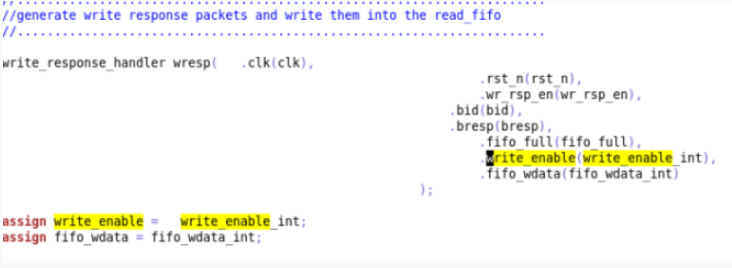 //.....................................................................
//generate write response packets and write them into the read_fifo
//.....................................................................
write_response_handler wresp( .clk(clk),
.rst_n(rst_n),
.wr_rsp_en(wr_rsp_en),
.bid(bid),
.bresp(bresp),
.fifo_full(fifo_full),
.write_enable(write_enable_int),
.fifo_wdata(fifo_wdata_int)
);
assign write_enable = write_enable_int;
assign fifo_wdata = fifo_wdata_int;